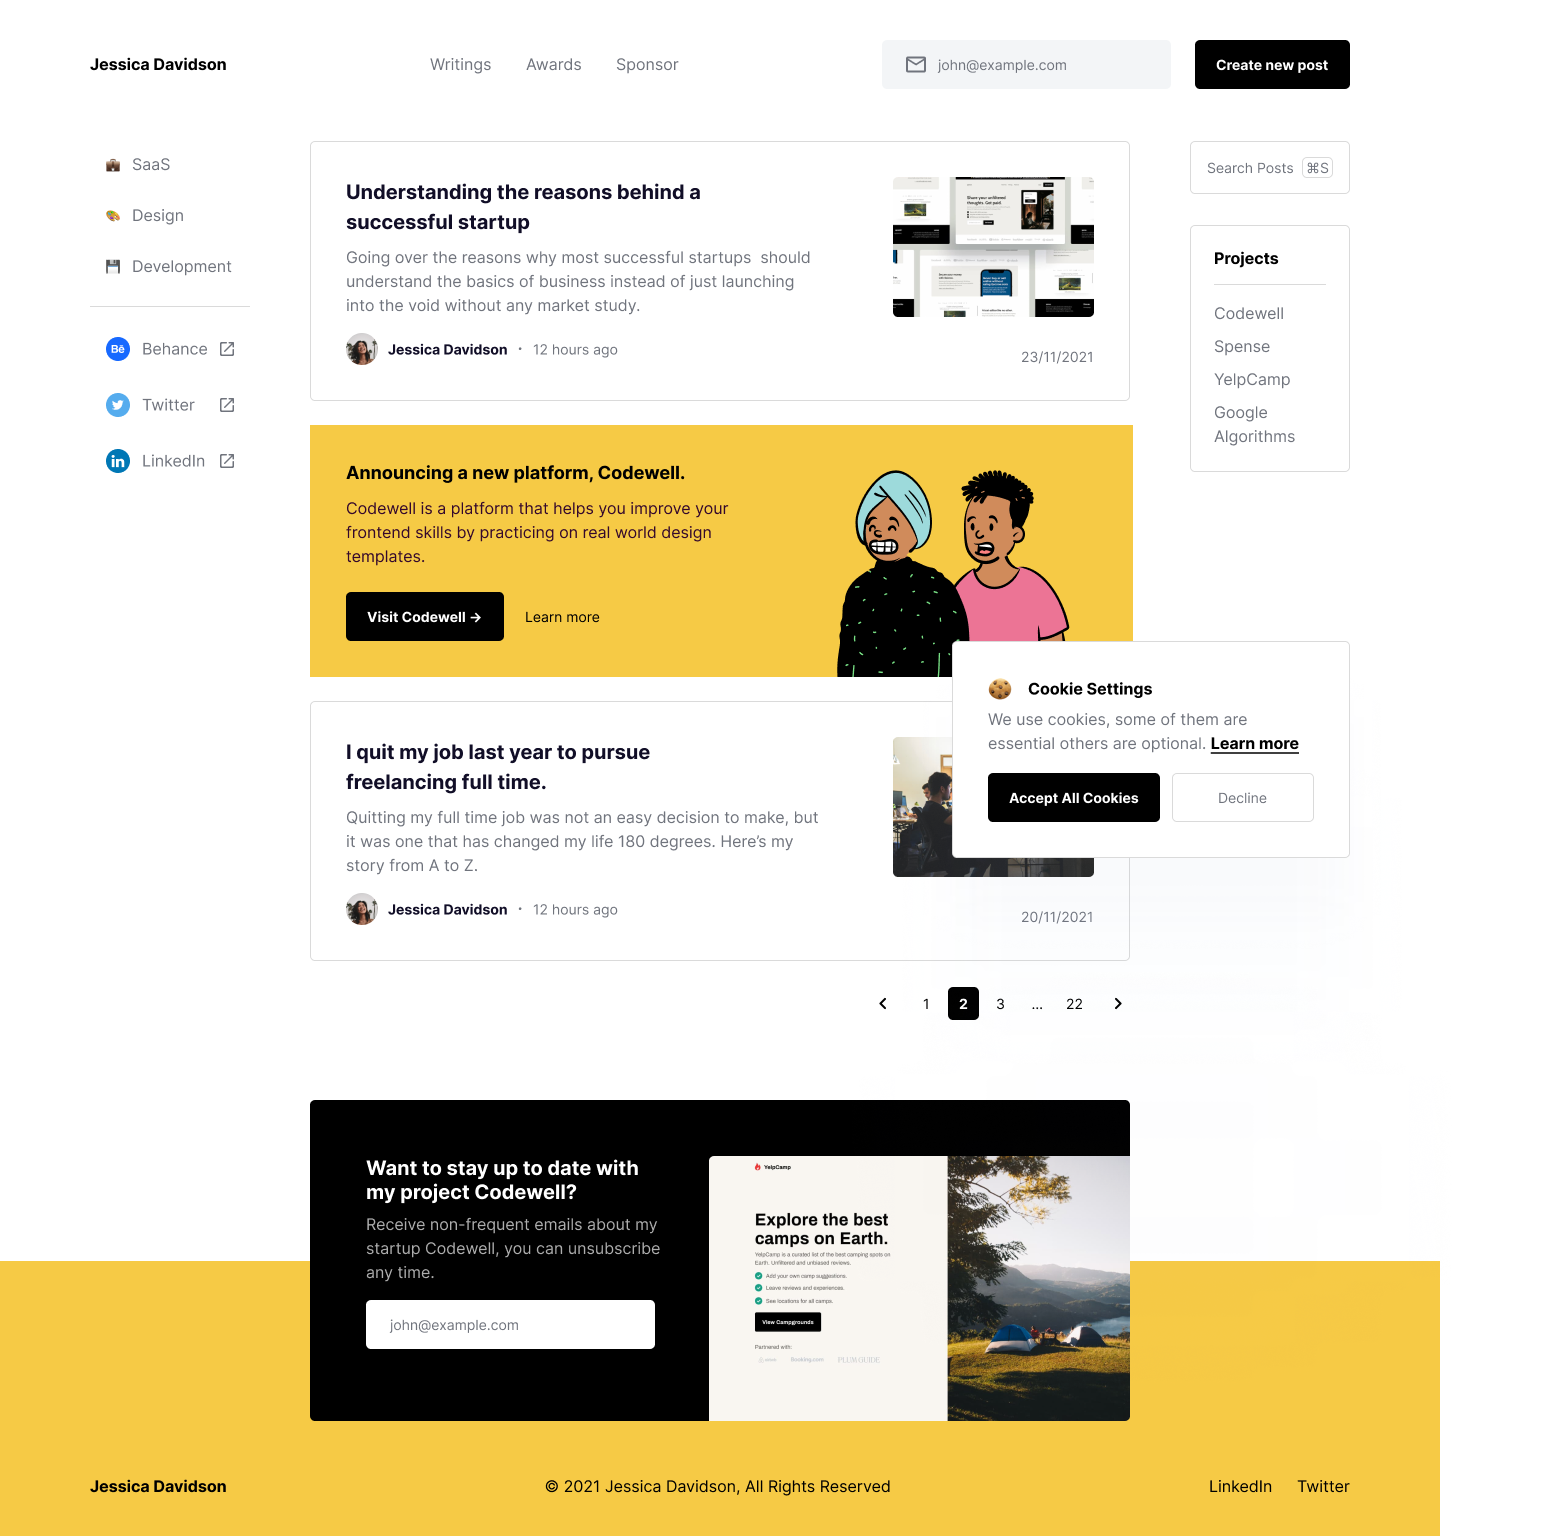 Jessica Davidson
Writings
Awards
Sponsor
john@example.com
Create new post
SaaS
Design
Development
Behance
Twitter
LinkedIn
Understanding the reasons behind a
successful startup
Going over the reasons why most successful startups  should
understand the basics of business instead of just launching
into the void without any market study.
Jessica Davidson · 12 hours ago
23/11/2021
Share your unfiltered
thoughts. Get paid.
Search Posts ⌘S
Projects
Codewell
Spense
YelpCamp
Google
Algorithms
Announcing a new platform, Codewell.
Codewell is a platform that helps you improve your
frontend skills by practicing on real world design
templates.
Visit Codewell →
Learn more
I quit my job last year to pursue
freelancing full time.
Quitting my full time job was not an easy decision to make, but
it was one that has changed my life 180 degrees. Here’s my
story from A to Z.
Jessica Davidson · 12 hours ago
20/11/2021
Cookie Settings
We use cookies, some of them are
essential others are optional. Learn more
Accept All Cookies
Decline
1 2 3 ... 22
Want to stay up to date with
my project Codewell?
Receive non-frequent emails about my
startup Codewell, you can unsubscribe
any time.
john@example.com
YelpCamp
Explore the best
camps on Earth.
YelpCamp is a curated list of the best camping spots on
Earth. Unfiltered and unbiased reviews.
Add your own camp suggestions.
Leave reviews and experiences.
See locations for all camps.
View Campgrounds
Partnered with:
Booking.com
PLUM GUIDE
Jessica Davidson
© 2021 Jessica Davidson, All Rights Reserved
LinkedIn
Twitter